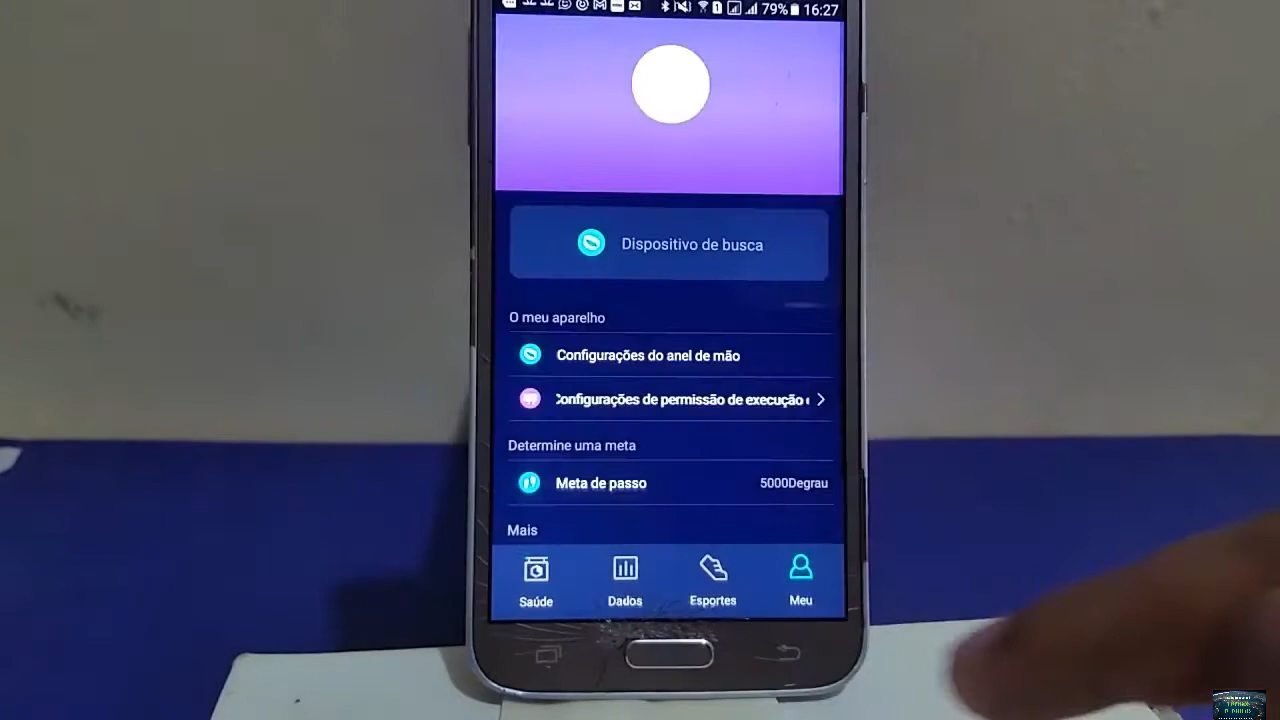 79% 16:27
Dispositivo de busca
O meu aparelho
Configurações do anel de mão
Configurações de permissão de execução
Determine uma meta
Meta de passo 5000Degrau
Mais
Saúde Dados Esportes Meu